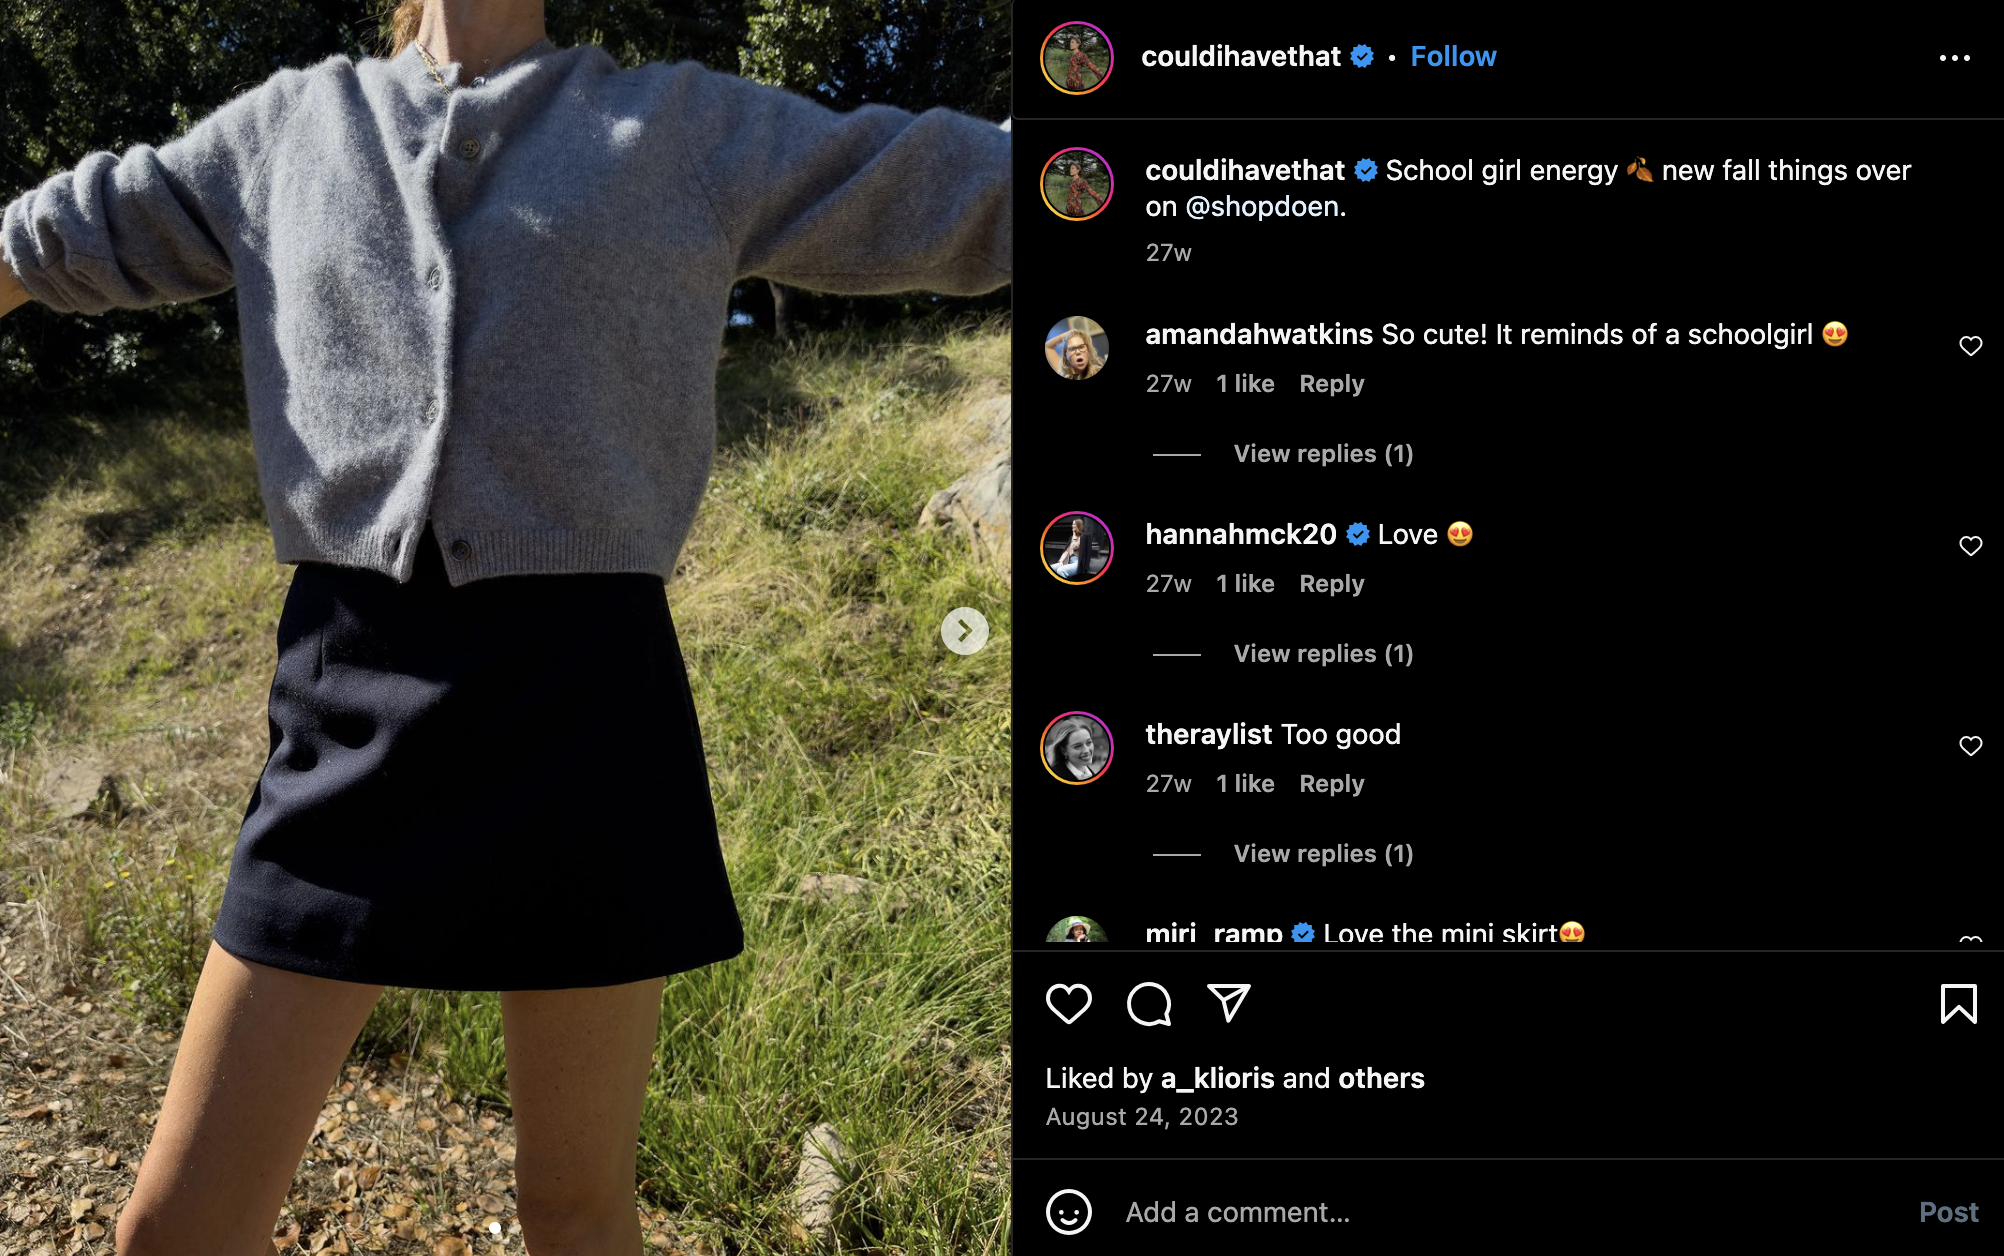 couldihavethat • Follow
couldihavethat School girl energy 🍂 new fall things over
on @shopdoen.
27w
amandahwatkins So cute! It reminds of a schoolgirl 😍
27w 1 like Reply
View replies (1)
hannahmck20 Love 😍
27w 1 like Reply
View replies (1)
theraylist Too good
27w 1 like Reply
View replies (1)
miri_ramp Love the mini skirt😍
Liked by a_klioris and others
August 24, 2023
Add a comment...
Post